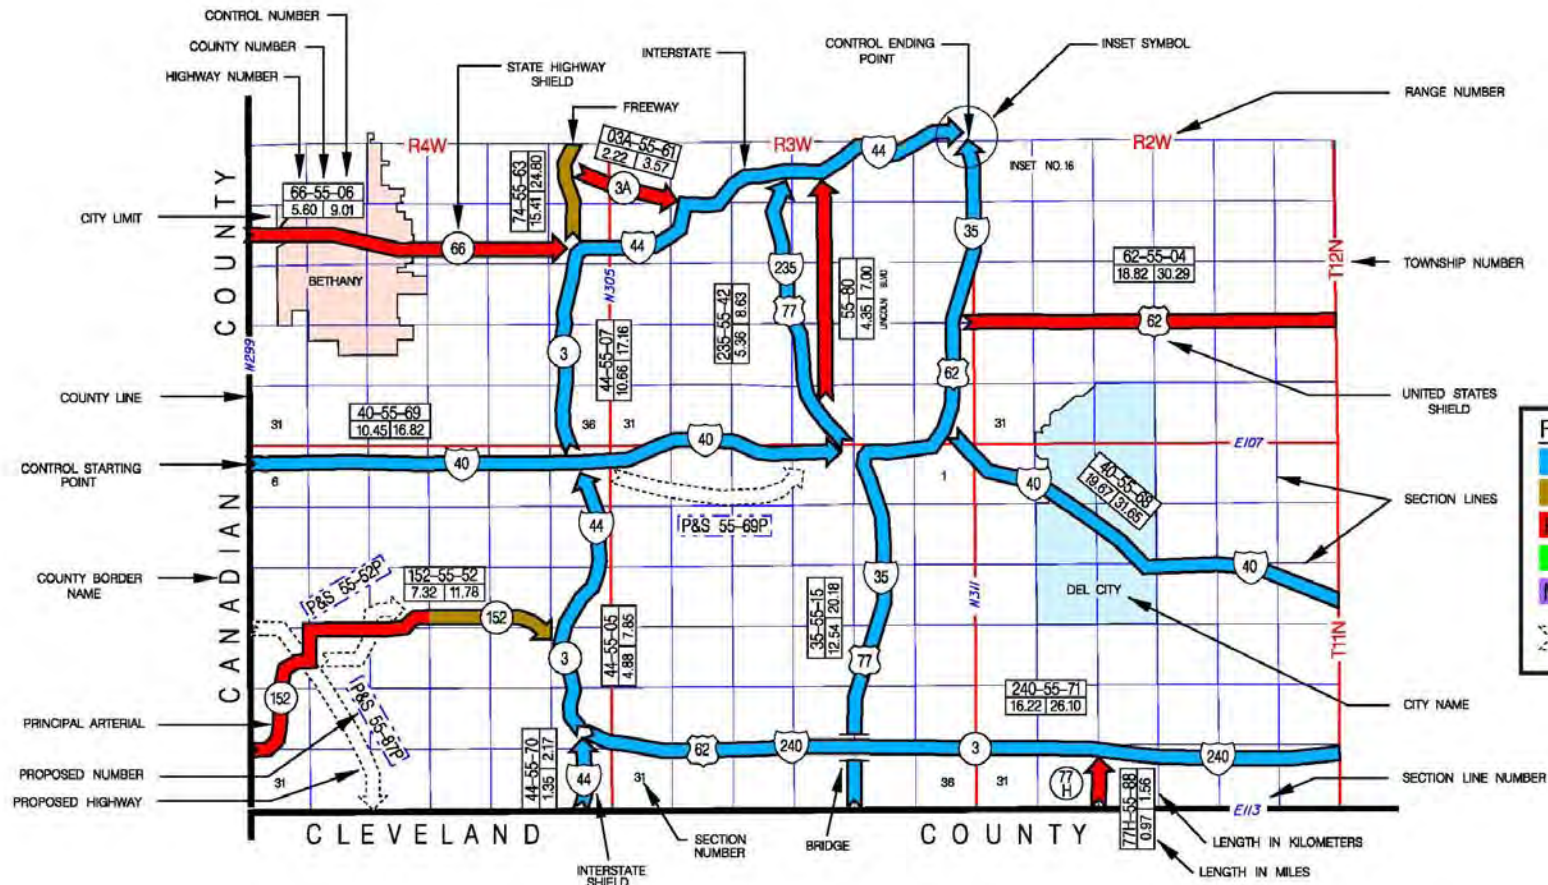 CONTROL NUMBER
COUNTY NUMBER
HIGHWAY NUMBER
STATE HIGHWAY
SHIELD
FREEWAY
INTERSTATE
CONTROL ENDING
POINT
INSET SYMBOL
RANGE NUMBER
R4W
R3W
R2W
INSET NO. 16
03A-55-61
2.22 3.57
3A
44
74-55-63
15.41 24.80
66-55-06
5.60 9.01
CITY LIMIT
COUNTY
66
44
35
BETHANY
N305
235
77
62-55-04
18.82 30.29
T12N
TOWNSHIP NUMBER
235-55-42
5.36 8.63
55-80
4.35 7.00
LINCOLN BLVD
62
N299
3
44-55-07
10.66 17.16
62
UNITED STATES
SHIELD
COUNTY LINE
40-55-69
10.45 16.82
31
36
31
31
40
E107
CONTROL STARTING
POINT
40
6
1
40
40-55-68
19.67 31.65
SECTION LINES
P&S 55-69P
44
CANADIAN
COUNTY BORDER
NAME
P&S 55-52P
152-55-52
7.32 11.78
152
35
40
DEL CITY
N311
35-55-15
12.54 20.18
44-55-05
4.88 7.85
3
77
T11N
152
P&S 55-87P
240-55-71
16.22 26.10
CITY NAME
PRINCIPAL ARTERIAL
PROPOSED NUMBER
PROPOSED HIGHWAY
31
44-55-70
1.35 2.17
44
62
240
3
240
31
36
31
77
H
77H-55-88
0.97 1.56
SECTION LINE NUMBER
E113
CLEVELAND
COUNTY
SECTION
NUMBER
BRIDGE
INTERSTATE
SHIELD
LENGTH IN KILOMETERS
LENGTH IN MILES